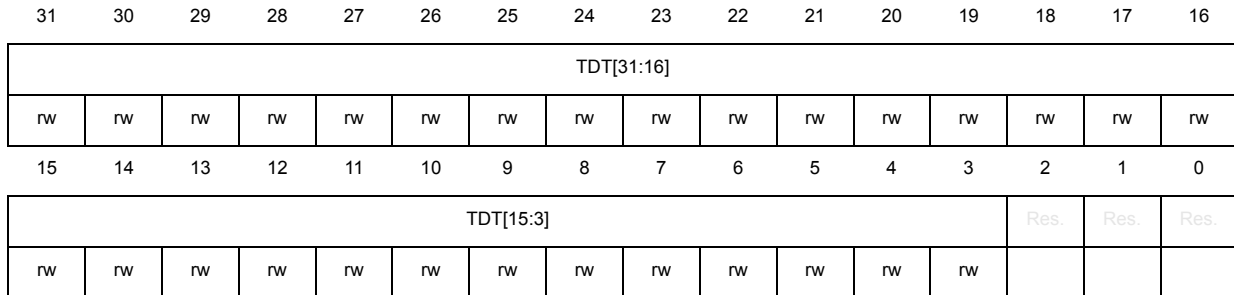 31 30 29 28 27 26 25 24 23 22 21 20 19 18 17 16
TDT[31:16]
rw rw rw rw rw rw rw rw rw rw rw rw rw rw rw rw
15 14 13 12 11 10 9 8 7 6 5 4 3 2 1 0
TDT[15:3] Res. Res. Res.
rw rw rw rw rw rw rw rw rw rw rw rw rw